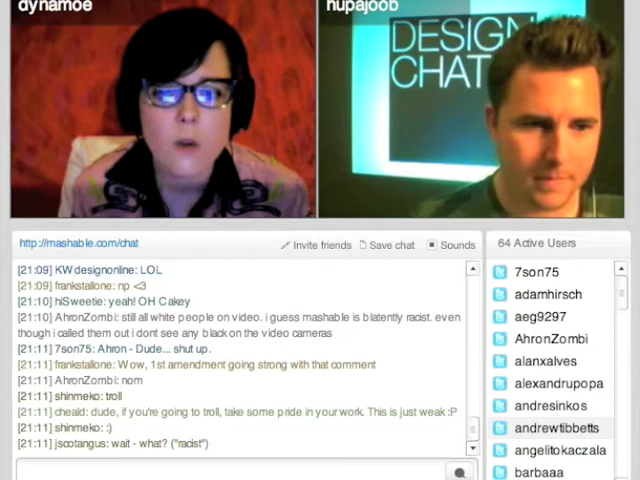 dynamoe
hupajoob
DESIGN
CHAT
http://mashable.com/chat
Invite friends
Save chat
Sounds
64 Active Users
[21:09] KWdesignonline: LOL
[21:09] frankstallone: np <3
[21:10] hiSweetie: yeah! OH Cakey
[21:10] AhronZombi: still all white people on video. i guess mashable is blatently racist. even
though i called them out i dont see any black on the video cameras
[21:11] 7son75: Ahron - Dude... shut up.
[21:11] frankstallone: Wow, 1st amendment going strong with that comment
[21:11] AhronZombi: nom
[21:11] shinmeko: troll
[21:11] cheald: dude, if you're going to troll, take some pride in your work. This is just weak :P
[21:11] shinmeko: :)
[21:11] jscotangus: wait - what? ("racist")
7son75
adamhirsch
aeg9297
AhronZombi
alanxalves
alexandrupopa
andresinkos
andrewtibbetts
angelitokaczala
barbaaa